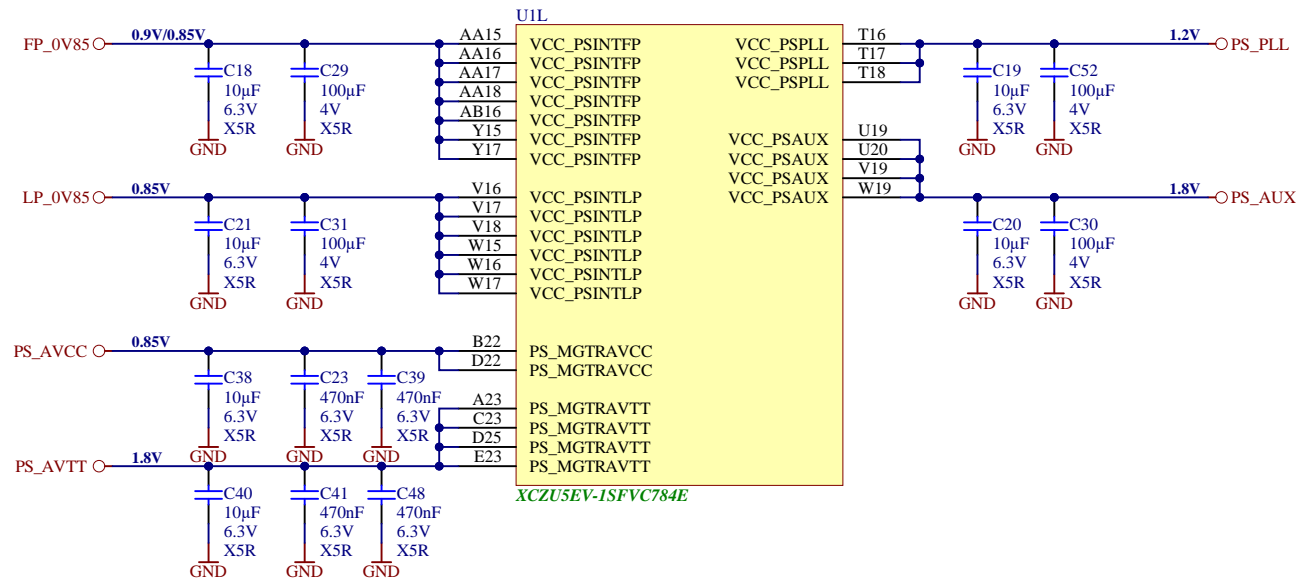 U1L
FP_0V85
0.9V/0.85V
C18
10µF
6.3V
X5R
GND
C29
100µF
4V
X5R
GND
AA15
AA16
AA17
AA18
AB16
Y15
Y17
VCC_PSINTFP
VCC_PSINTFP
VCC_PSINTFP
VCC_PSINTFP
VCC_PSINTFP
VCC_PSINTFP
VCC_PSINTFP
VCC_PSPLL
VCC_PSPLL
VCC_PSPLL
T16
T17
T18
1.2V
PS_PLL
C19
10µF
6.3V
X5R
GND
C52
100µF
4V
X5R
GND
VCC_PSAUX
VCC_PSAUX
VCC_PSAUX
VCC_PSAUX
U19
U20
V19
W19
1.8V
PS_AUX
C20
10µF
6.3V
X5R
GND
C30
100µF
4V
X5R
GND
LP_0V85
0.85V
C21
10µF
6.3V
X5R
GND
C31
100µF
4V
X5R
GND
V16
V17
V18
W15
W16
W17
VCC_PSINTLP
VCC_PSINTLP
VCC_PSINTLP
VCC_PSINTLP
VCC_PSINTLP
VCC_PSINTLP
PS_AVCC
0.85V
C38
10µF
6.3V
X5R
GND
C23
470nF
6.3V
X5R
GND
C39
470nF
6.3V
X5R
GND
B22
D22
PS_MGTRAVCC
PS_MGTRAVCC
A23
C23
D25
E23
PS_MGTRAVTT
PS_MGTRAVTT
PS_MGTRAVTT
PS_MGTRAVTT
PS_AVTT
1.8V
C40
10µF
6.3V
X5R
GND
C41
470nF
6.3V
X5R
GND
C48
470nF
6.3V
X5R
GND
XCZU5EV-1SFVC784E